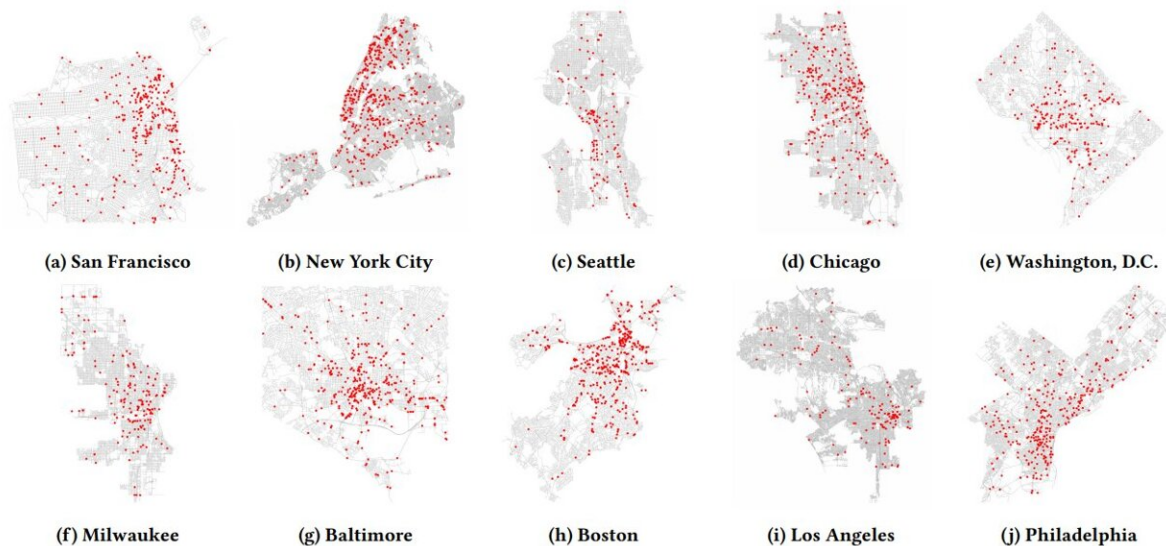 (a) San Francisco
(b) New York City
(c) Seattle
(d) Chicago
(e) Washington, D.C.
(f) Milwaukee
(g) Baltimore
(h) Boston
(i) Los Angeles
(j) Philadelphia